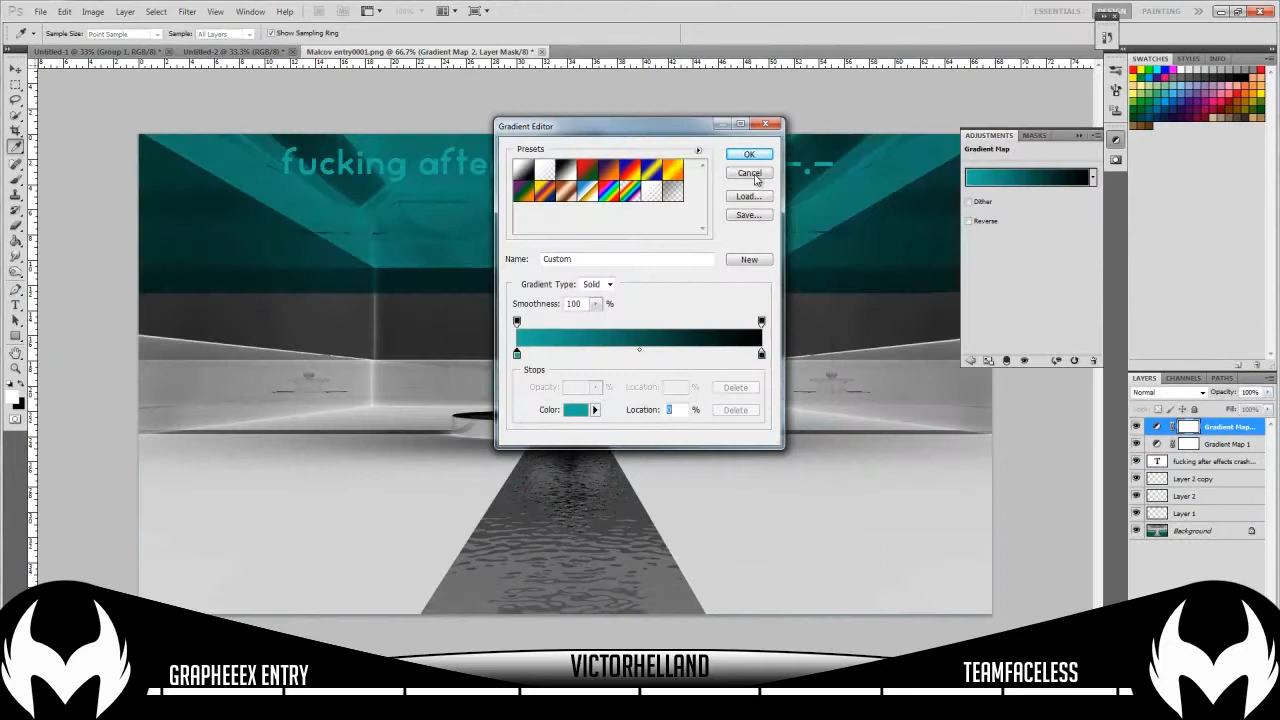 Ps File Edit Image Layer Select Filter View Window Help
100%
ESSENTIALS DESIGN PAINTING
Sample Size: Point Sample Sample: All Layers Show Sampling Ring
Untitled-1 @ 33% (Group 1, RGB/8) * Untitled-2 @ 33.3% (RGB/8*) * Malcov entry0001.png @ 66.7% (Gradient Map 2, Layer Mask/8) *
SWATCHES STYLES INFO
fucking afte
-.-
Gradient Editor
Presets
OK
Cancel
Load...
Save...
Name: Custom
New
Gradient Type: Solid
Smoothness: 100 %
Stops
Opacity: % Location: % Delete
Color: Location: 0 % Delete
ADJUSTMENTS MASKS
Gradient Map
Dither
Reverse
LAYERS CHANNELS PATHS
Normal Opacity: 100%
Lock: Fill: 100%
Gradient Map...
Gradient Map 1
T fucking after effects crash...
Layer 2 copy
Layer 2
Layer 1
Background
GRAPHEEEX ENTRY
VICTORHELLAND
TEAMFACELESS